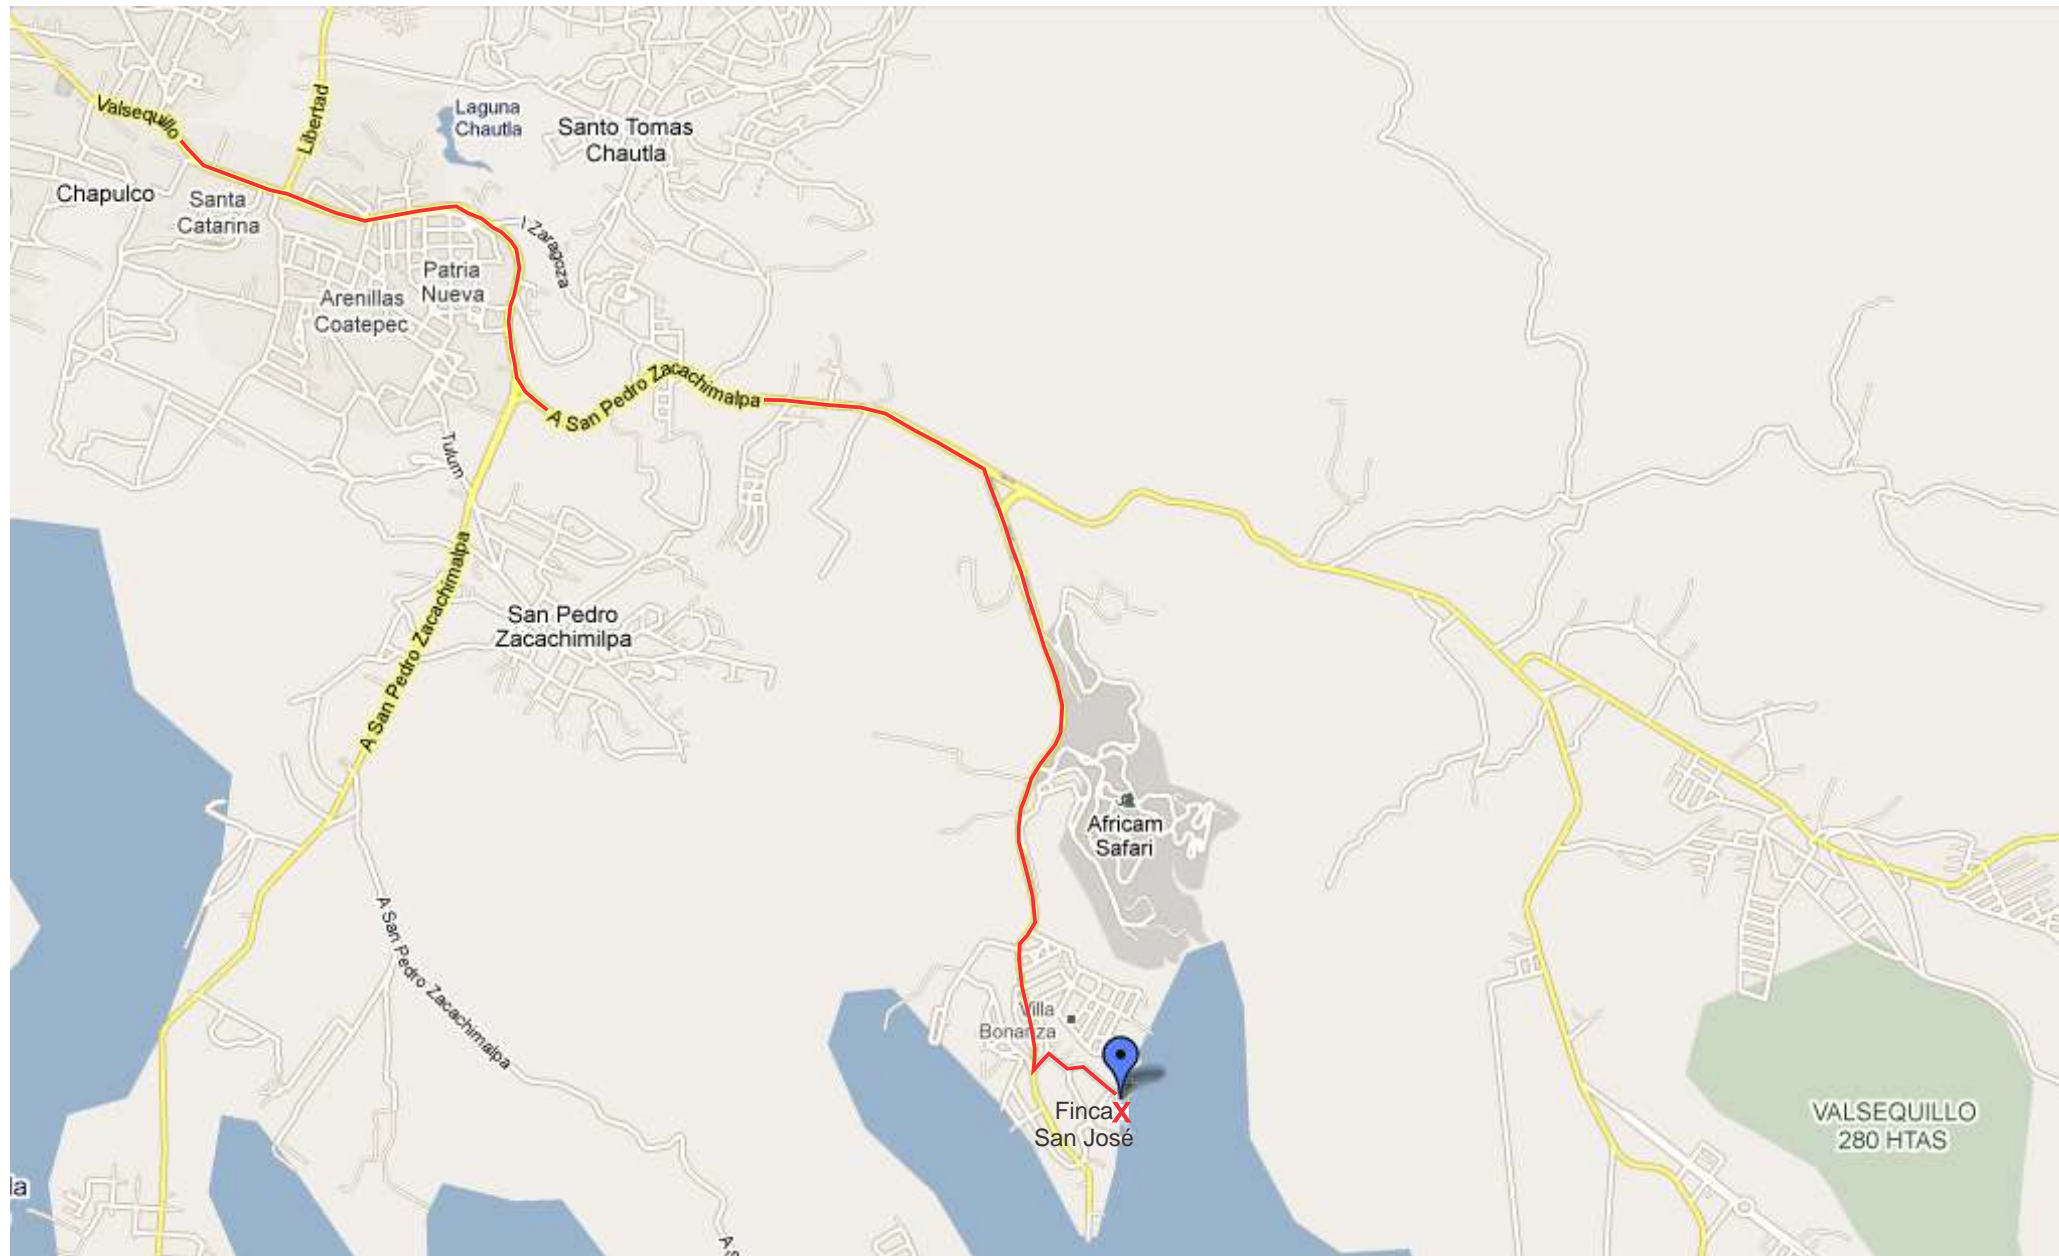 Valsequillo
Libertad
Laguna
Chautla
Santo Tomas
Chautla
Chapulco
Santa
Catarina
I Zaragoza
Patria
Nueva
Arenillas
Coatepec
A San Pedro Zacachimalpa
Tulum
A San Pedro Zacachimalpa
San Pedro
Zacachimilpa
Africam
Safari
A San Pedro Zacachimalpa
Villa
Bonanza
Finca X
San José
VALSEQUILLO
280 HTAS
la
A S